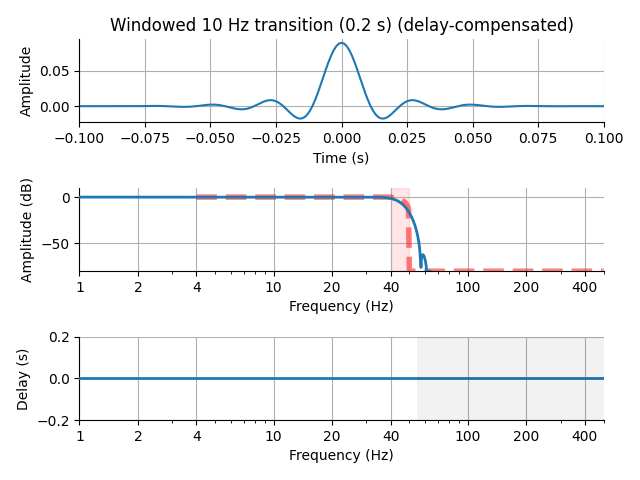 Windowed 10 Hz transition (0.2 s) (delay-compensated)
Amplitude
0.05
0.00
−0.100 −0.075 −0.050 −0.025 0.000 0.025 0.050 0.075 0.100
Time (s)
Amplitude (dB)
0
−50
1 2 4 10 20 40 100 200 400
Frequency (Hz)
Delay (s)
0.2
0.0
−0.2
1 2 4 10 20 40 100 200 400
Frequency (Hz)